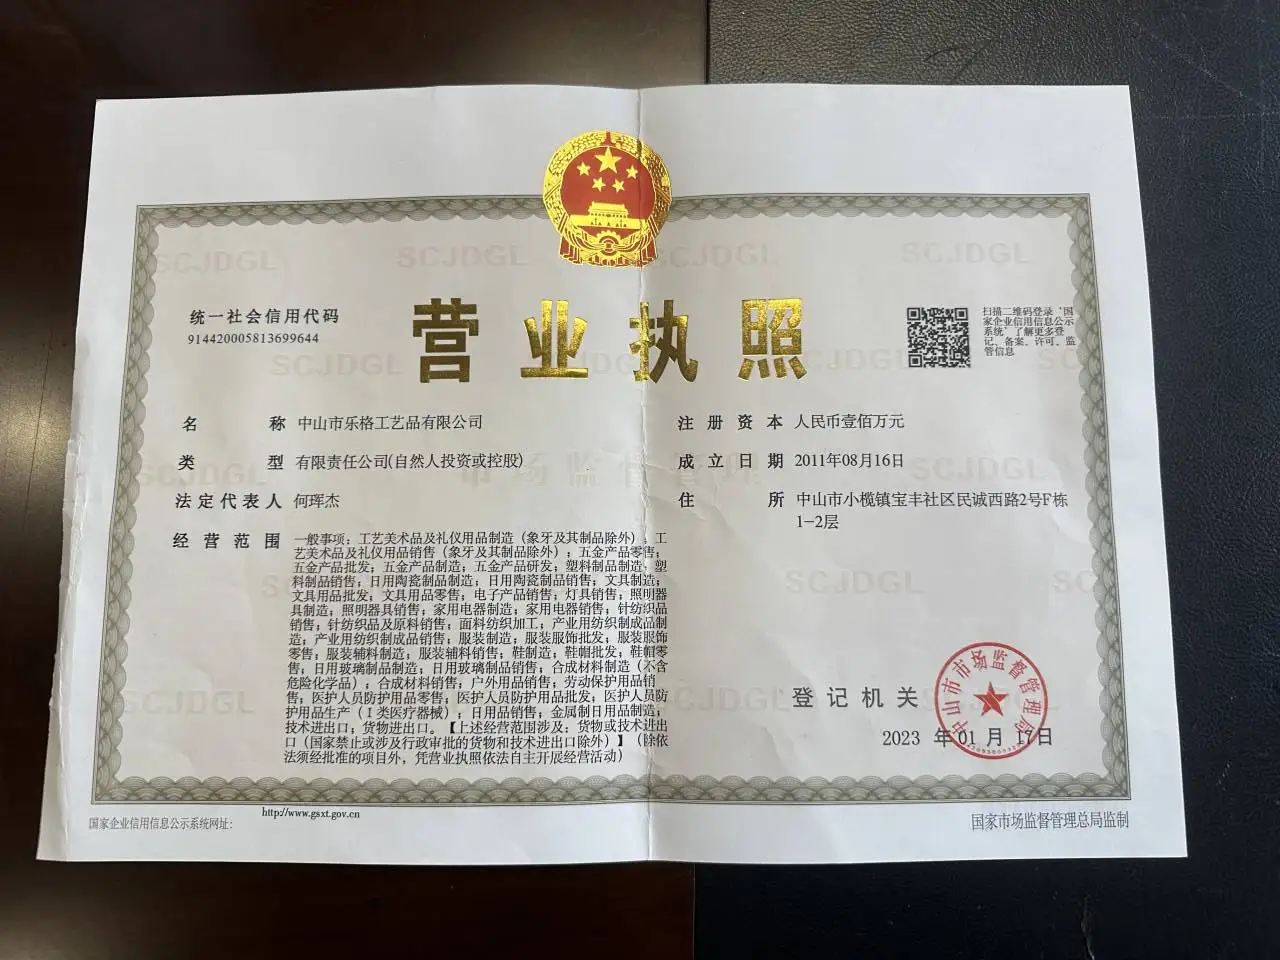 营业执照
统一社会信用代码
914420005813699644
扫描二维码登录‘国
家企业信用信息公示
系统’了解更多登
记、备案、许可、监
管信息
名称 中山市乐格工艺品有限公司
类型 有限责任公司(自然人投资或控股)
法定代表人 何珲杰
经营范围 一般事项：工艺美术品及礼仪用品制造（象牙及其制品除外）；工
艺美术品及礼仪用品销售（象牙及其制品除外）；五金产品零售；
五金产品批发；五金产品制造；五金产品研发；塑料制品制造；塑
料制品销售；日用陶瓷制品制造；日用陶瓷制品销售；文具制造；
文具用品批发；文具用品零售；电子产品销售；灯具销售；照明器
具制造；照明器具销售；家用电器制造；家用电器销售；针纺织品
销售；针纺织品及原料销售；面料纺织加工；产业用纺织制成品制
造；产业用纺织制成品销售；服装制造；服装服饰批发；服装服饰
零售；服装辅料制造；服装辅料销售；鞋制造；鞋帽批发；鞋帽零
售；日用玻璃制品制造；日用玻璃制品销售；合成材料制造（不含
危险化学品）；合成材料销售；户外用品销售；劳动保护用品销
售；医护人员防护用品零售；医护人员防护用品批发；医护人员防
护用品生产（Ⅰ类医疗器械）；日用品销售；金属制日用品制造；
技术进出口；货物进出口。【上述经营范围涉及：货物或技术进出
口（国家禁止或涉及行政审批的货物和技术进出口除外）】（除依
法须经批准的项目外，凭营业执照依法自主开展经营活动）
注册资本 人民币壹佰万元
成立日期 2011年08月16日
住所 中山市小榄镇宝丰社区民诚西路2号F栋
1-2层
登记机关
中山市市场监督管理局
2023 年 01 月 17 日
国家企业信用信息公示系统网址：
http://www.gsxt.gov.cn
国家市场监督管理总局监制
SCJDGL
市场监督管理